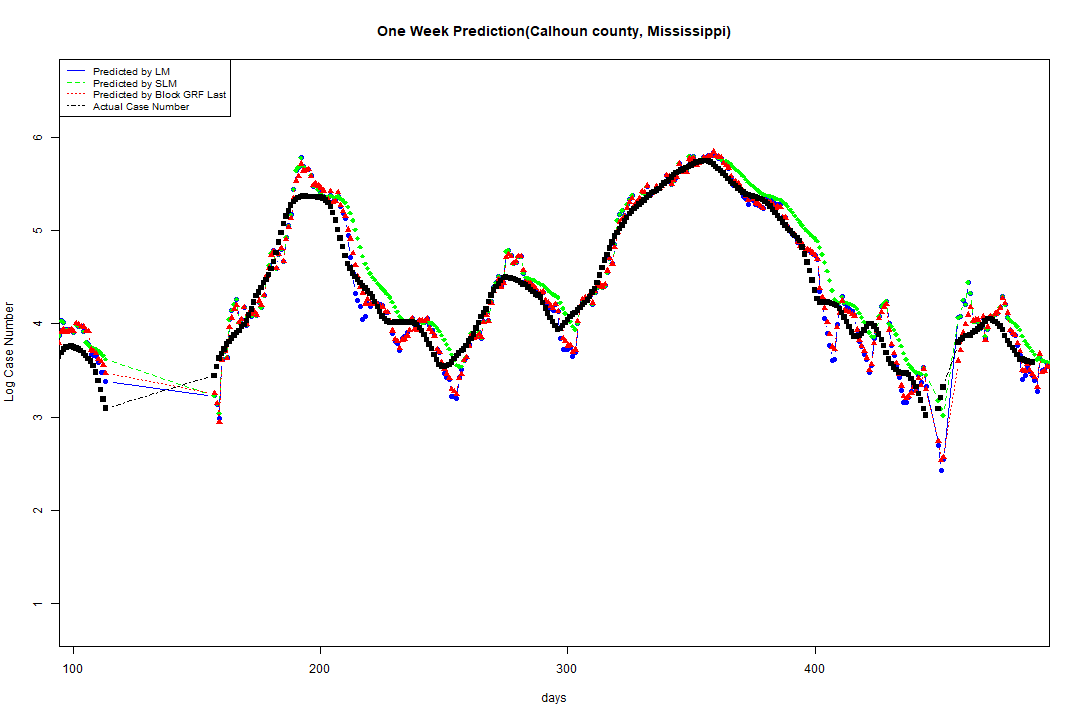 One Week Prediction(Calhoun county, Mississippi)
Predicted by LM
Predicted by SLM
Predicted by Block GRF Last
Actual Case Number
Log Case Number
6
5
4
3
2
1
100 200 300 400
days